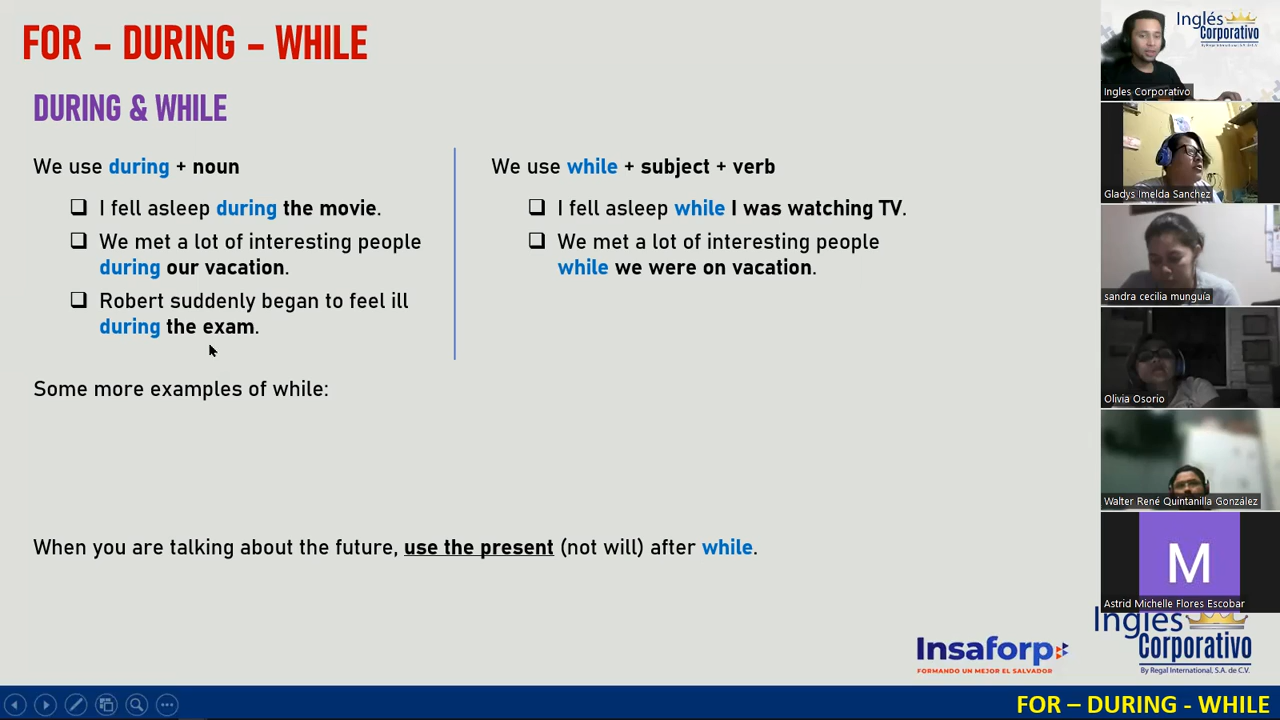 FOR – DURING – WHILE
DURING & WHILE
We use during + noun
I fell asleep during the movie.
We met a lot of interesting people
during our vacation.
Robert suddenly began to feel ill
during the exam.
We use while + subject + verb
I fell asleep while I was watching TV.
We met a lot of interesting people
while we were on vacation.
Some more examples of while:
When you are talking about the future, use the present (not will) after while.
Insaforp
FORMANDO UN MEJOR EL SALVADOR
Inglés
Corporativo
By Regal International, S.A. de C.V.
FOR – DURING - WHILE
Inglés
Corporativo
By Regal International, S.A. de C.V.
Ingles Corporativo
Gladys Imelda Sanchez
sandra cecilia munguía
Olivia Osorio
Walter René Quintanilla González
M
Astrid Michelle Flores Escobar